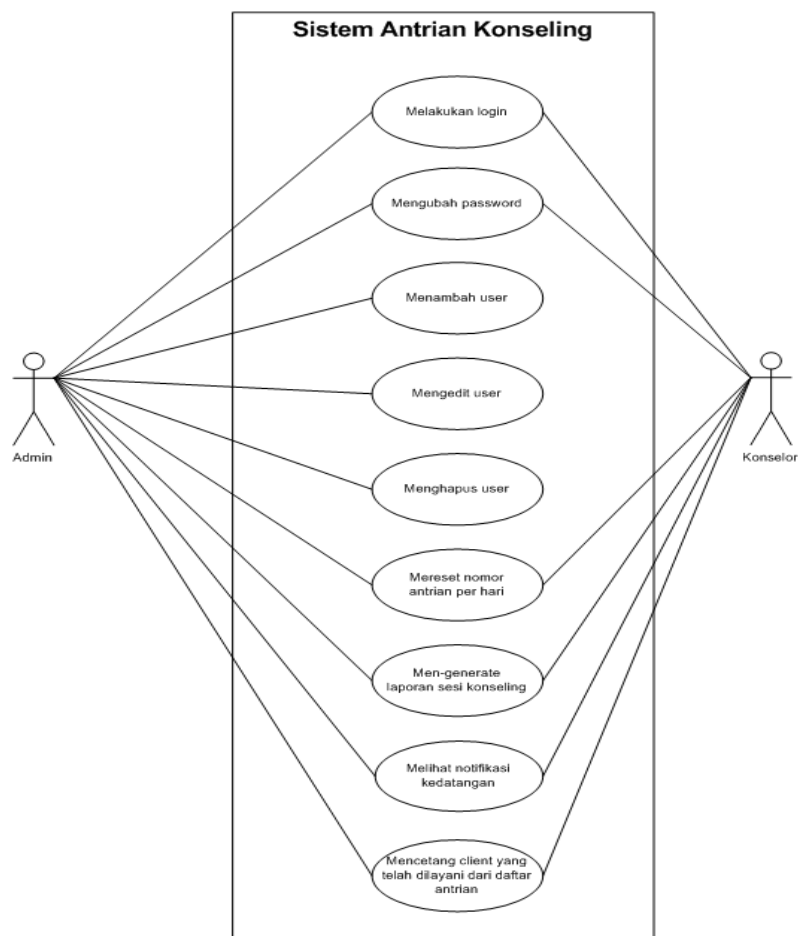 Sistem Antrian Konseling
Melakukan login
Mengubah password
Menambah user
Mengedit user
Admin
Konselor
Menghapus user
Mereset nomor
antrian per hari
Men-generate
laporan sesi konseling
Melihat notifikasi
kedatangan
Mencetang client yang
telah dilayani dari daftar
antrian